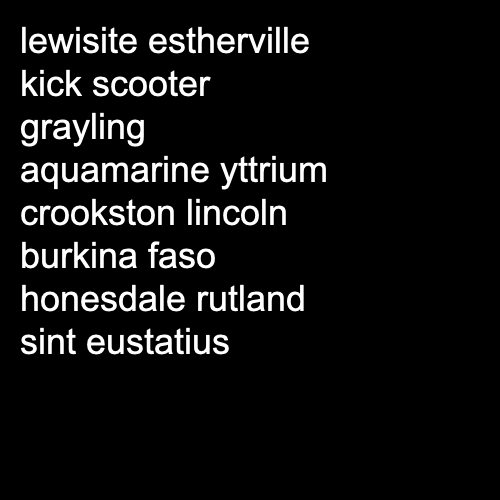 lewisite estherville
kick scooter
grayling
aquamarine yttrium
crookston lincoln
burkina faso
honesdale rutland
sint eustatius